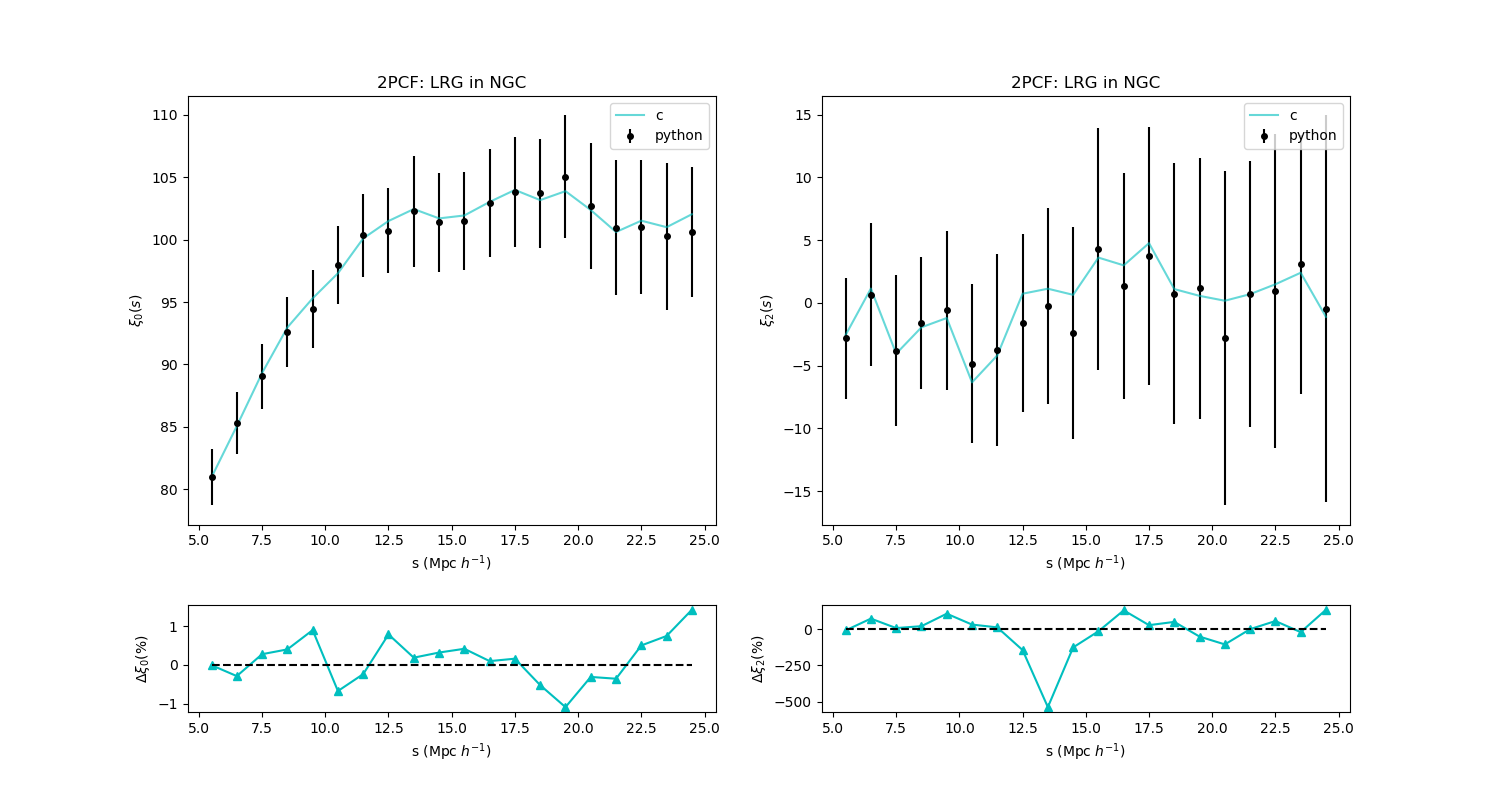 2PCF: LRG in NGC
c
python
110
105
100
95
90
85
80
ξ₀(s)
5.0 7.5 10.0 12.5 15.0 17.5 20.0 22.5 25.0
s (Mpc h⁻¹)
1
0
−1
Δξ₀(%)
5.0 7.5 10.0 12.5 15.0 17.5 20.0 22.5 25.0
s (Mpc h⁻¹)
2PCF: LRG in NGC
c
python
15
10
5
0
−5
−10
−15
ξ₂(s)
5.0 7.5 10.0 12.5 15.0 17.5 20.0 22.5 25.0
s (Mpc h⁻¹)
0
−250
−500
Δξ₂(%)
5.0 7.5 10.0 12.5 15.0 17.5 20.0 22.5 25.0
s (Mpc h⁻¹)